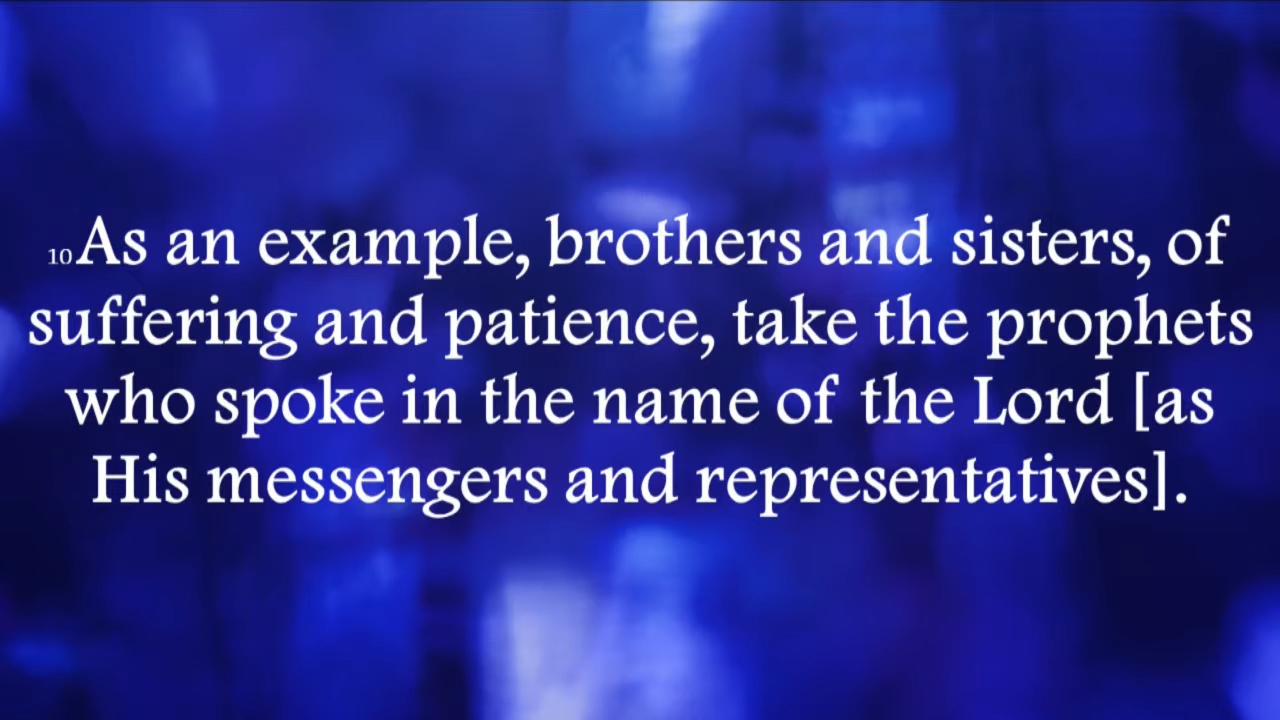 10As an example, brothers and sisters, of
suffering and patience, take the prophets
who spoke in the name of the Lord [as
His messengers and representatives].